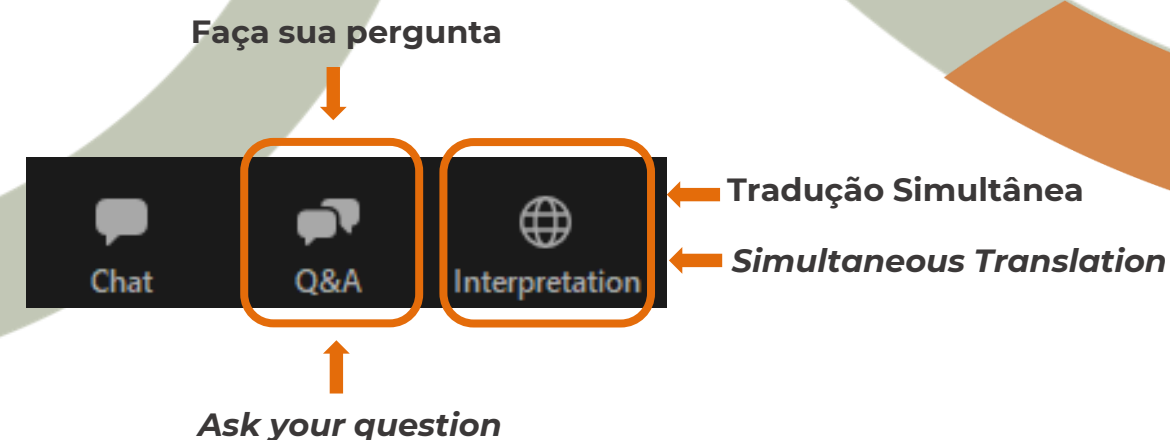 Faça sua pergunta
Tradução Simultânea
Simultaneous Translation
Chat
Q&A
Interpretation
Ask your question